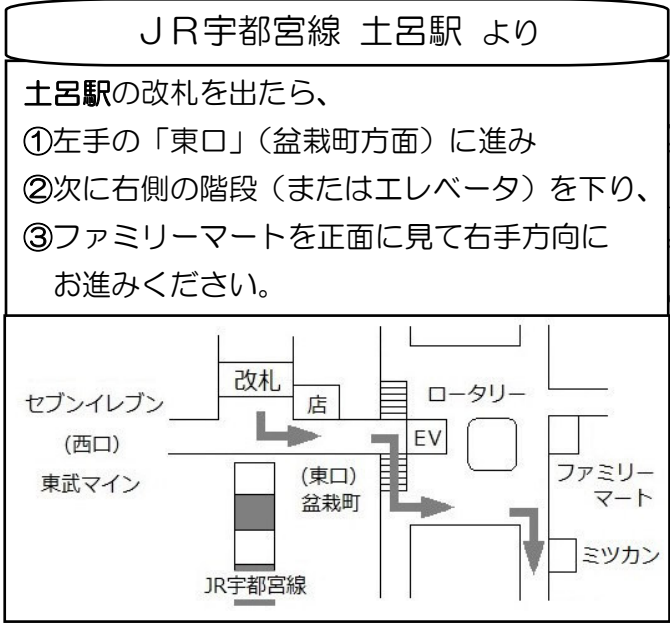 ＪＲ宇都宮線 土呂駅 より
土呂駅の改札を出たら、
①左手の「東口」（盆栽町方面）に進み
②次に右側の階段（またはエレベータ）を下り、
③ファミリーマートを正面に見て右手方向に
お進みください。
改札
店
ロータリー
セブンイレブン
(西口)
東武マイン
EV
(東口)
盆栽町
ファミリー
マート
ミツカン
JR宇都宮線